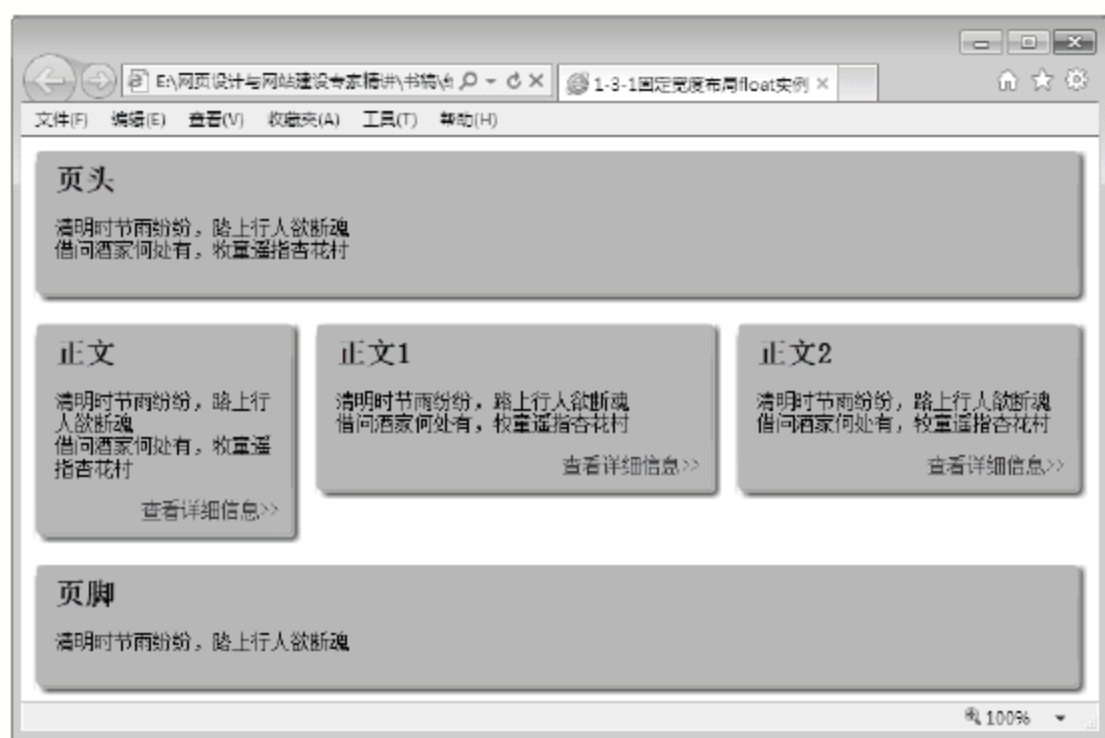 E:\网页设计与网站建设专家精讲\书稿\
1-3-1固定宽度布局float实例
文件(F) 编辑(E) 查看(V) 收藏夹(A) 工具(T) 帮助(H)
页头
清明时节雨纷纷，路上行人欲断魂
借问酒家何处有，牧童遥指杏花村
正文
清明时节雨纷纷，路上行
人欲断魂
借问酒家何处有，牧童遥
指杏花村
查看详细信息>>
正文1
清明时节雨纷纷，路上行人欲断魂
借问酒家何处有，牧童遥指杏花村
查看详细信息>>
正文2
清明时节雨纷纷，路上行人欲断魂
借问酒家何处有，牧童遥指杏花村
查看详细信息>>
页脚
清明时节雨纷纷，路上行人欲断魂
100%